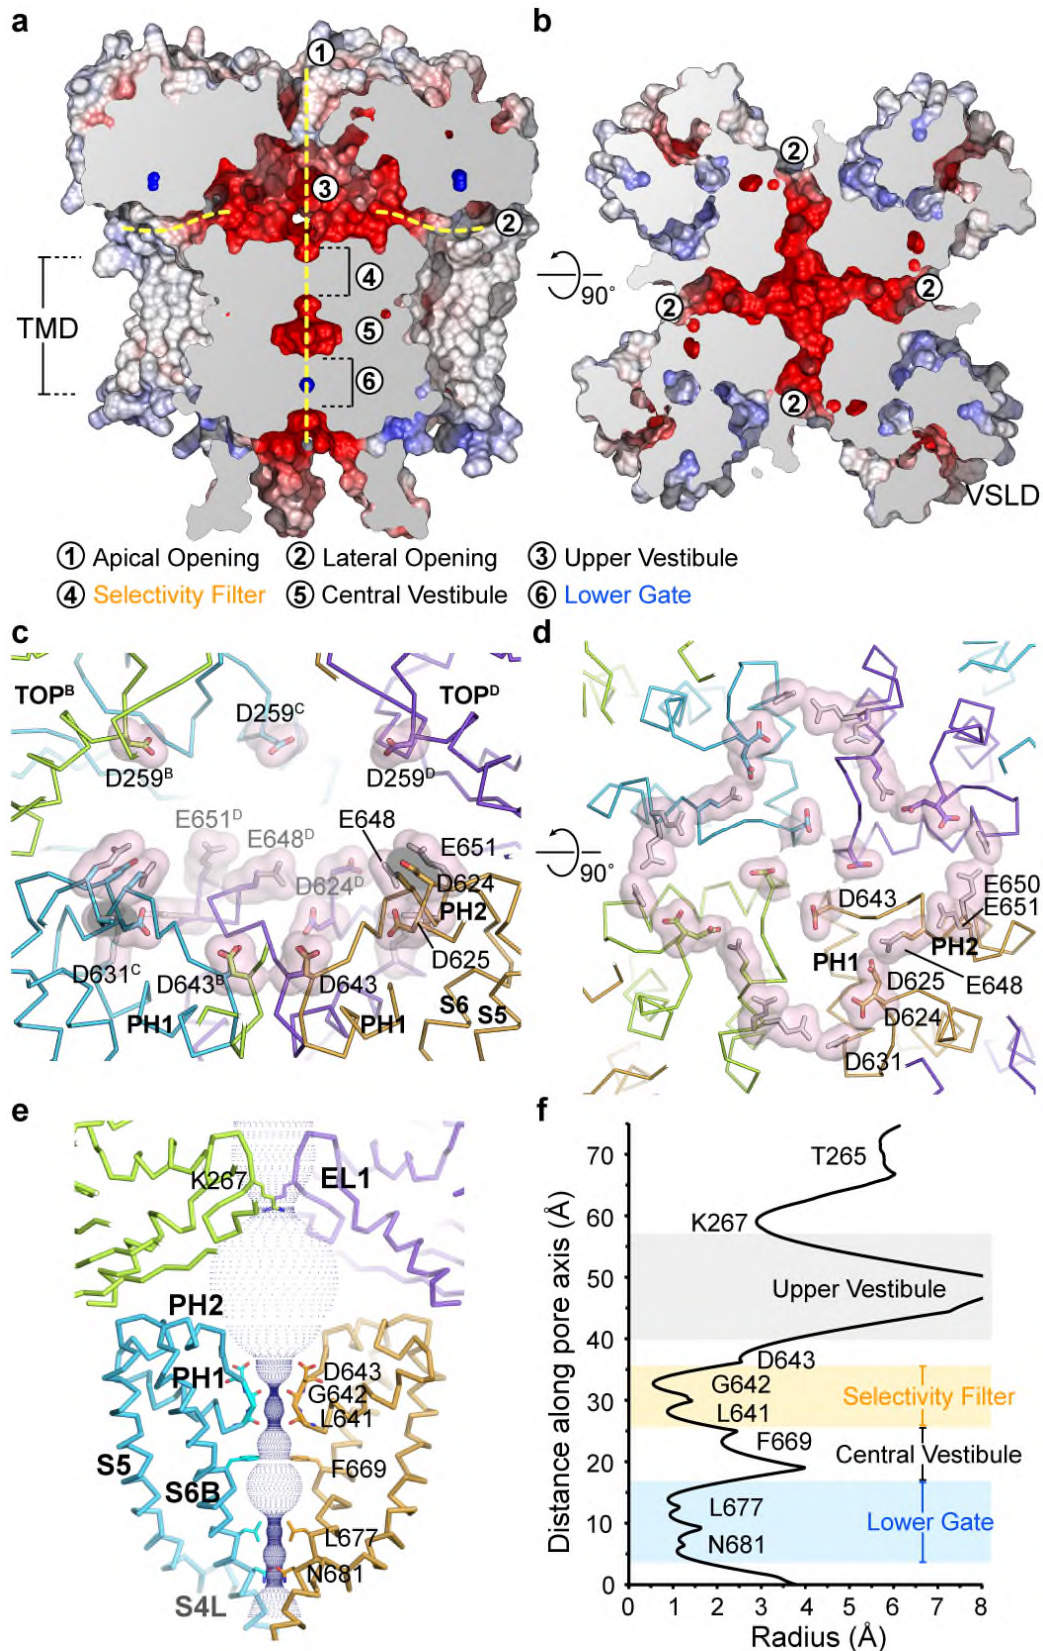 a
b
①
③
②
④
TMD
⑤
⑥
90°
②
②
②
②
VSLD
① Apical Opening ② Lateral Opening ③ Upper Vestibule
④ Selectivity Filter ⑤ Central Vestibule ⑥ Lower Gate
c
d
TOPᴮ
D259ᶜ
TOPᴰ
D259ᴮ
D259ᴰ
E651ᴰ
E648
E648ᴰ
E651
D624ᴰ
D624
PH2
D625
D631ᶜ
D643ᴮ
D643
S6
S5
PH1
PH1
90°
D643
E650
E651
PH1
PH2
D625
E648
D624
D631
e
f
K267
EL1
PH2
PH1
D643
G642
L641
S5
F669
S6B
L677
N681
S4L
Distance along pore axis (Å)
70
60
50
40
30
20
10
0
T265
K267
Upper Vestibule
D643
G642
Selectivity Filter
L641
F669
Central Vestibule
L677
Lower Gate
N681
0 1 2 3 4 5 6 7 8
Radius (Å)